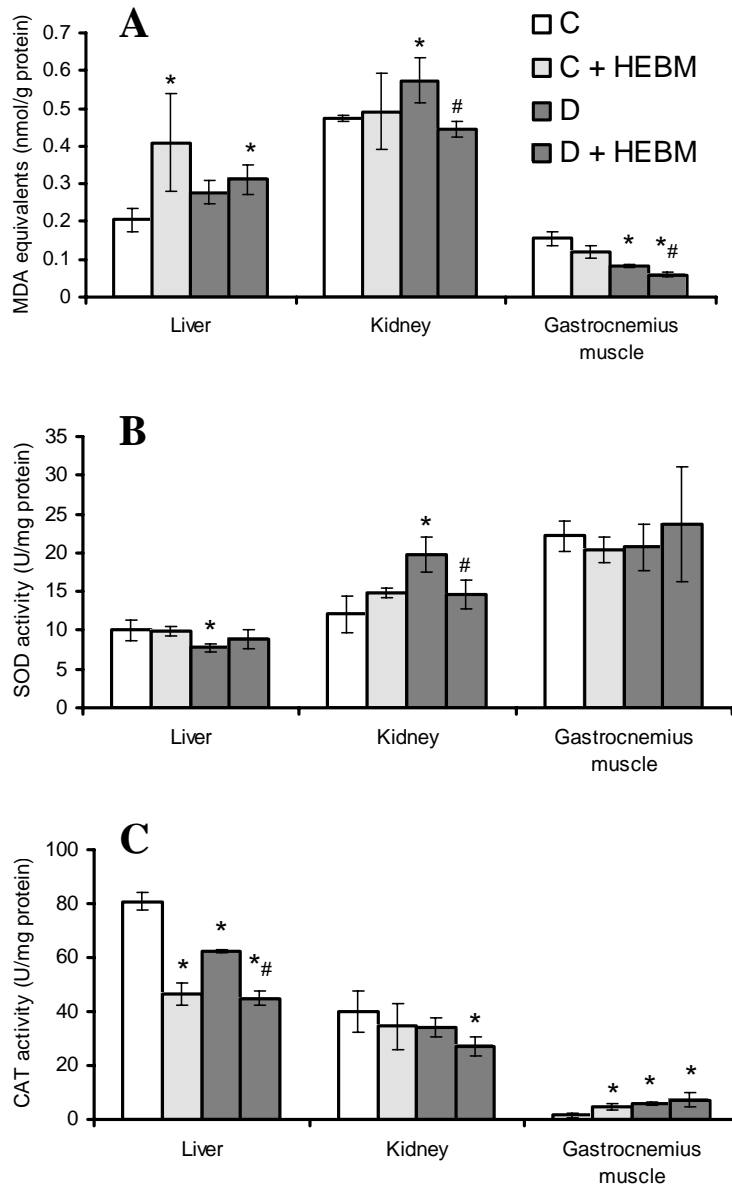 A
MDA equivalents (nmol/g protein)
0.7
0.6
0.5
0.4
0.3
0.2
0.1
0
*
*
*
#
*
*#
C
C + HEBM
D
D + HEBM
Liver
Kidney
Gastrocnemius
muscle
B
SOD activity (U/mg protein)
35
30
25
20
15
10
5
0
*
*
#
Liver
Kidney
Gastrocnemius
muscle
C
CAT activity (U/mg protein)
100
80
60
40
20
0
*
*
*#
*
*
*
*
Liver
Kidney
Gastrocnemius
muscle